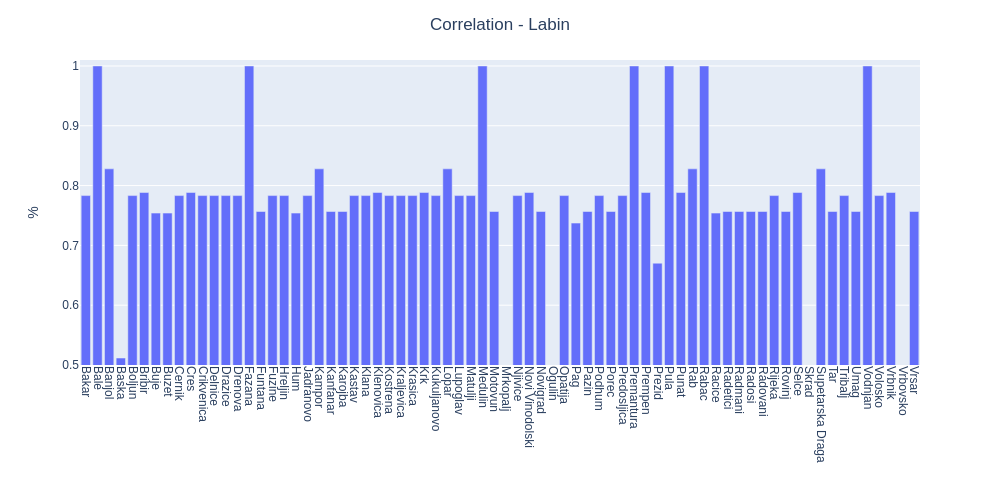 Correlation - Labin
1
0.9
0.8
0.7
0.6
0.5
%
Bakar
Bale
Banjol
Baska
Boljun
Bribir
Buje
Buzet
Cernik
Cres
Crikvenica
Delnice
Drazice
Drenova
Fazana
Funtana
Fuzine
Hreljin
Hum
Jadranovo
Kampor
Kanfanar
Karojba
Kastav
Klana
Klenovica
Kostrena
Kraljevica
Krasica
Krk
Kukuljanovo
Lopar
Lupoglav
Matulji
Medulin
Motovun
Mrkopalj
Njivice
Novi Vinodolski
Novigrad
Ogulin
Opatija
Pag
Pazin
Podhum
Porec
Predosljica
Premantura
Prempen
Prezid
Pula
Punat
Rab
Rabac
Racice
Radetici
Radmani
Radosi
Radovani
Rijeka
Rovinj
Selce
Skrad
Supetarska Draga
Tar
Tribalj
Umag
Vodnjan
Volosko
Vrbnik
Vrbovsko
Vrsar